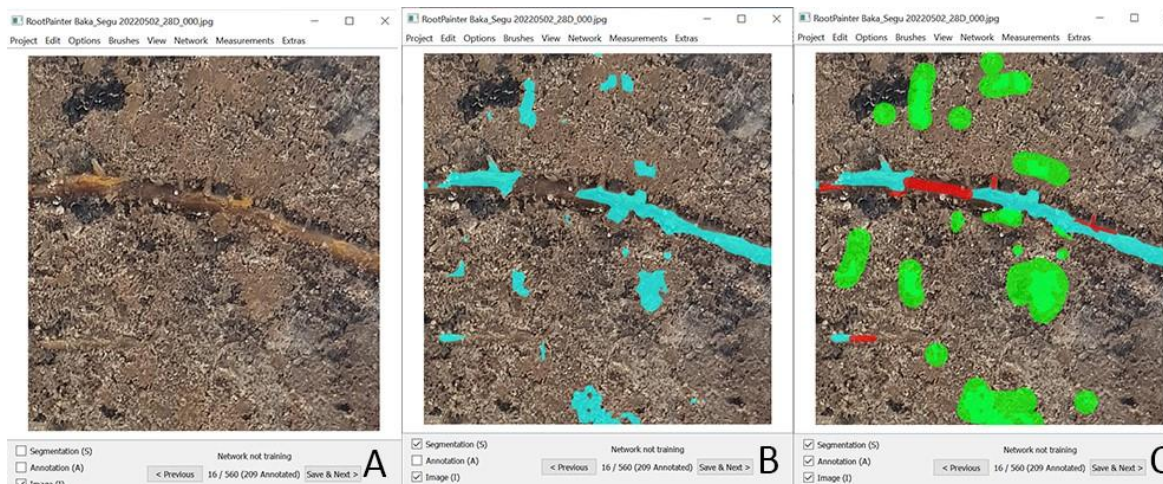 RootPainter Baka_Segu 20220502_28D_000.jpg
Project Edit Options Brushes View Network Measurements Extras
Segmentation (S)
Annotation (A)
Image (I)
Network not training
< Previous 16 / 560 (209 Annotated) Save & Next >
A
RootPainter Baka_Segu 20220502_28D_000.jpg
Project Edit Options Brushes View Network Measurements Extras
Segmentation (S)
Annotation (A)
Image (I)
Network not training
< Previous 16 / 560 (209 Annotated) Save & Next >
B
RootPainter Baka_Segu 20220502_28D_000.jpg
Project Edit Options Brushes View Network Measurements Extras
Segmentation (S)
Annotation (A)
Image (I)
Network not training
< Previous 16 / 560 (209 Annotated) Save & Next >
C